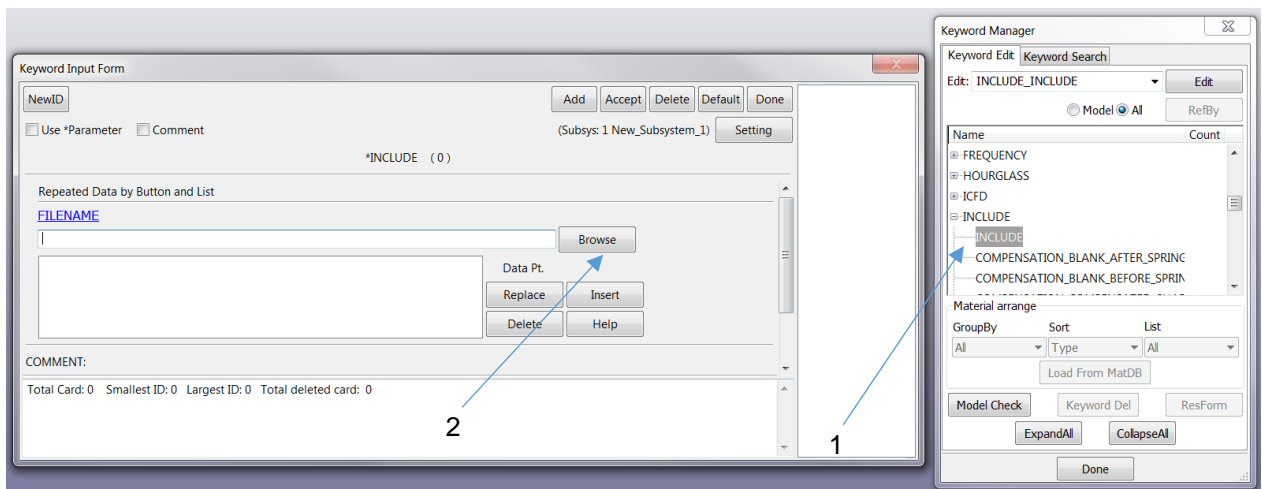 Keyword Input Form
NewID
Add Accept Delete Default Done
Use *Parameter Comment (Subsys: 1 New_Subsystem_1) Setting
*INCLUDE ( 0 )
Repeated Data by Button and List
FILENAME
Browse
Data Pt.
Replace Insert
Delete Help
COMMENT:
Total Card: 0 Smallest ID: 0 Largest ID: 0 Total deleted card: 0
2
1
Keyword Manager
Keyword Edit Keyword Search
Edit: INCLUDE_INCLUDE Edit
Model All RefBy
Name Count
FREQUENCY
HOURGLASS
ICFD
INCLUDE
INCLUDE
COMPENSATION_BLANK_AFTER_SPRING
COMPENSATION_BLANK_BEFORE_SPRIN
Material arrange
GroupBy Sort List
All Type All
Load From MatDB
Model Check Keyword Del ResForm
ExpandAll CollapseAll
Done